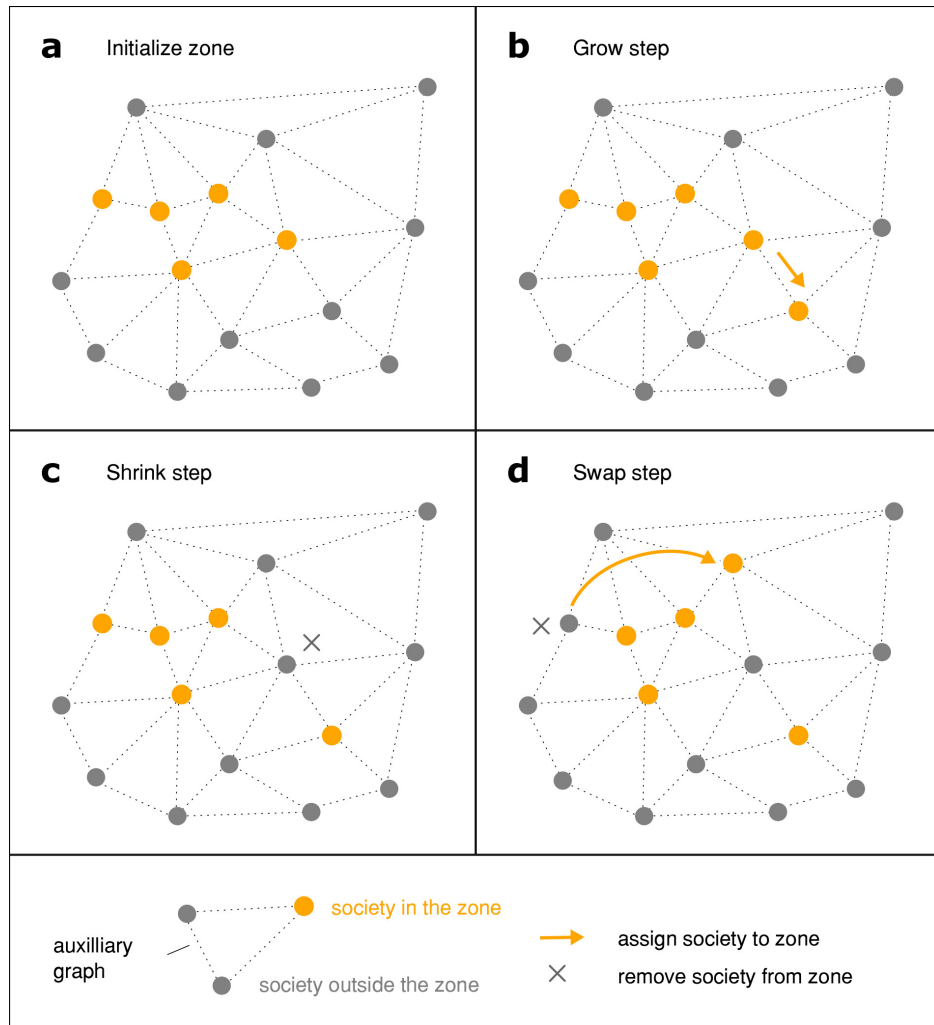 a Initialize zone
b Grow step
c Shrink step
d Swap step
society in the zone
auxilliary
graph
society outside the zone
assign society to zone
remove society from zone